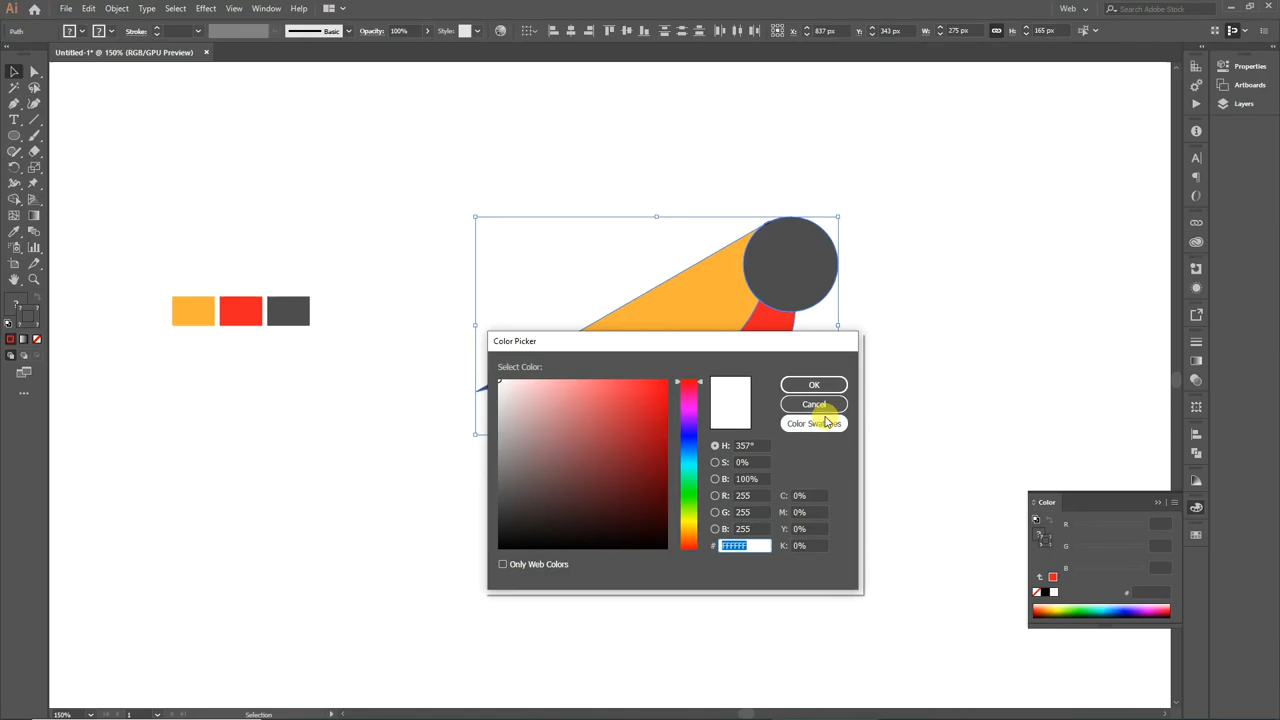 Ai File Edit Object Type Select Effect View Window Help Web Search Adobe Stock
Path ? ? Stroke: Basic Opacity: 100% Style: X: 837 px Y: 343 px W: 275 px H: 165 px
Untitled-1* @ 150% (RGB/GPU Preview) ×
Properties
Artboards
Layers
Color Picker
Select Color:
OK
Cancel
Color Swatches
H: 357°
S: 0%
B: 100%
R: 255 C: 0%
G: 255 M: 0%
B: 255 Y: 0%
# FFFFFF K: 0%
Only Web Colors
Color
R
G
B
#
150% 1 Selection